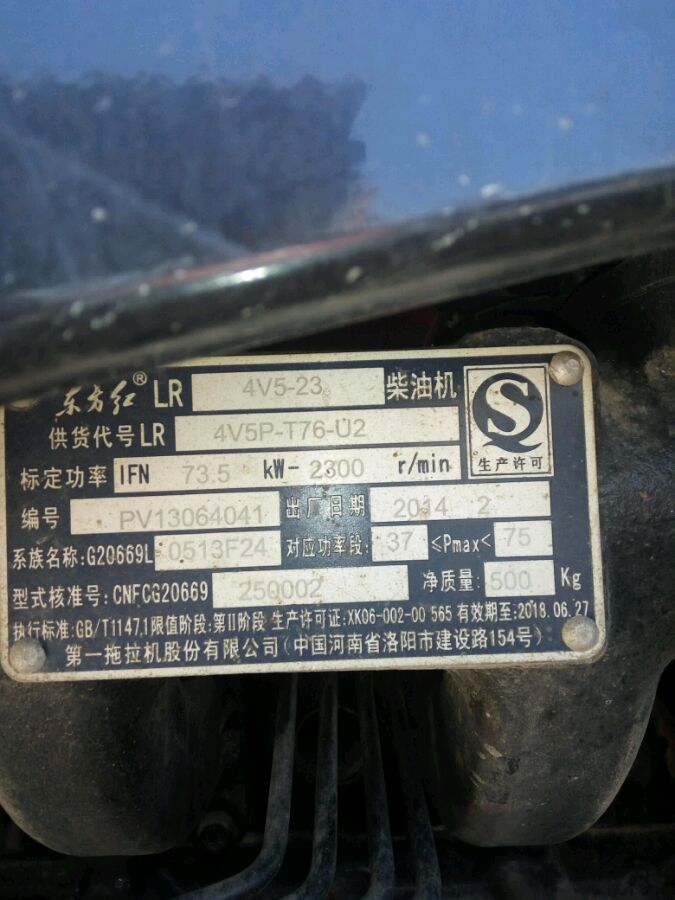 东方红® LR 4V5-23 柴油机
供货代号LR 4V5P-T76-U2
生产许可
标定功率 IFN 73.5 kW- 2300 r/min
编号 PV13064041 出厂日期 2014 2
系族名称:G20669L 0513F24 对应功率段: 37 <Pmax< 75
型式核准号:CNFCG20669 250002 净质量: 500 Kg
执行标准:GB/T1147.1限值阶段:第II阶段 生产许可证:XK06-002-00 565 有效期至:2018.06.27
第一拖拉机股份有限公司(中国河南省洛阳市建设路154号)